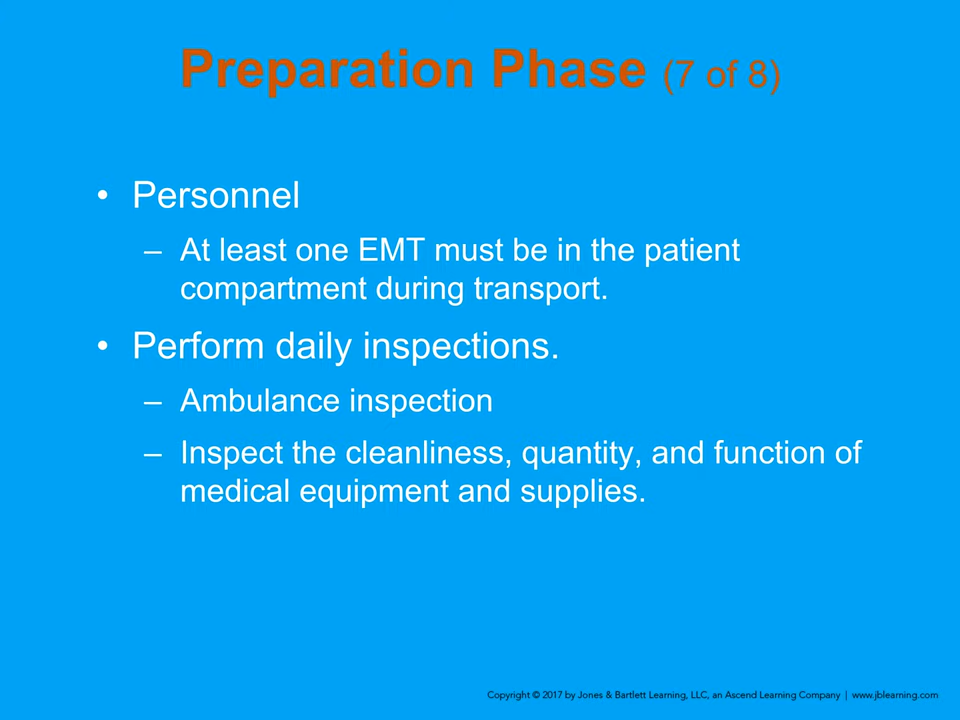 Preparation Phase (7 of 8)
• Personnel
– At least one EMT must be in the patient
compartment during transport.
• Perform daily inspections.
– Ambulance inspection
– Inspect the cleanliness, quantity, and function of
medical equipment and supplies.
Copyright © 2017 by Jones & Bartlett Learning, LLC, an Ascend Learning Company | www.jblearning.com